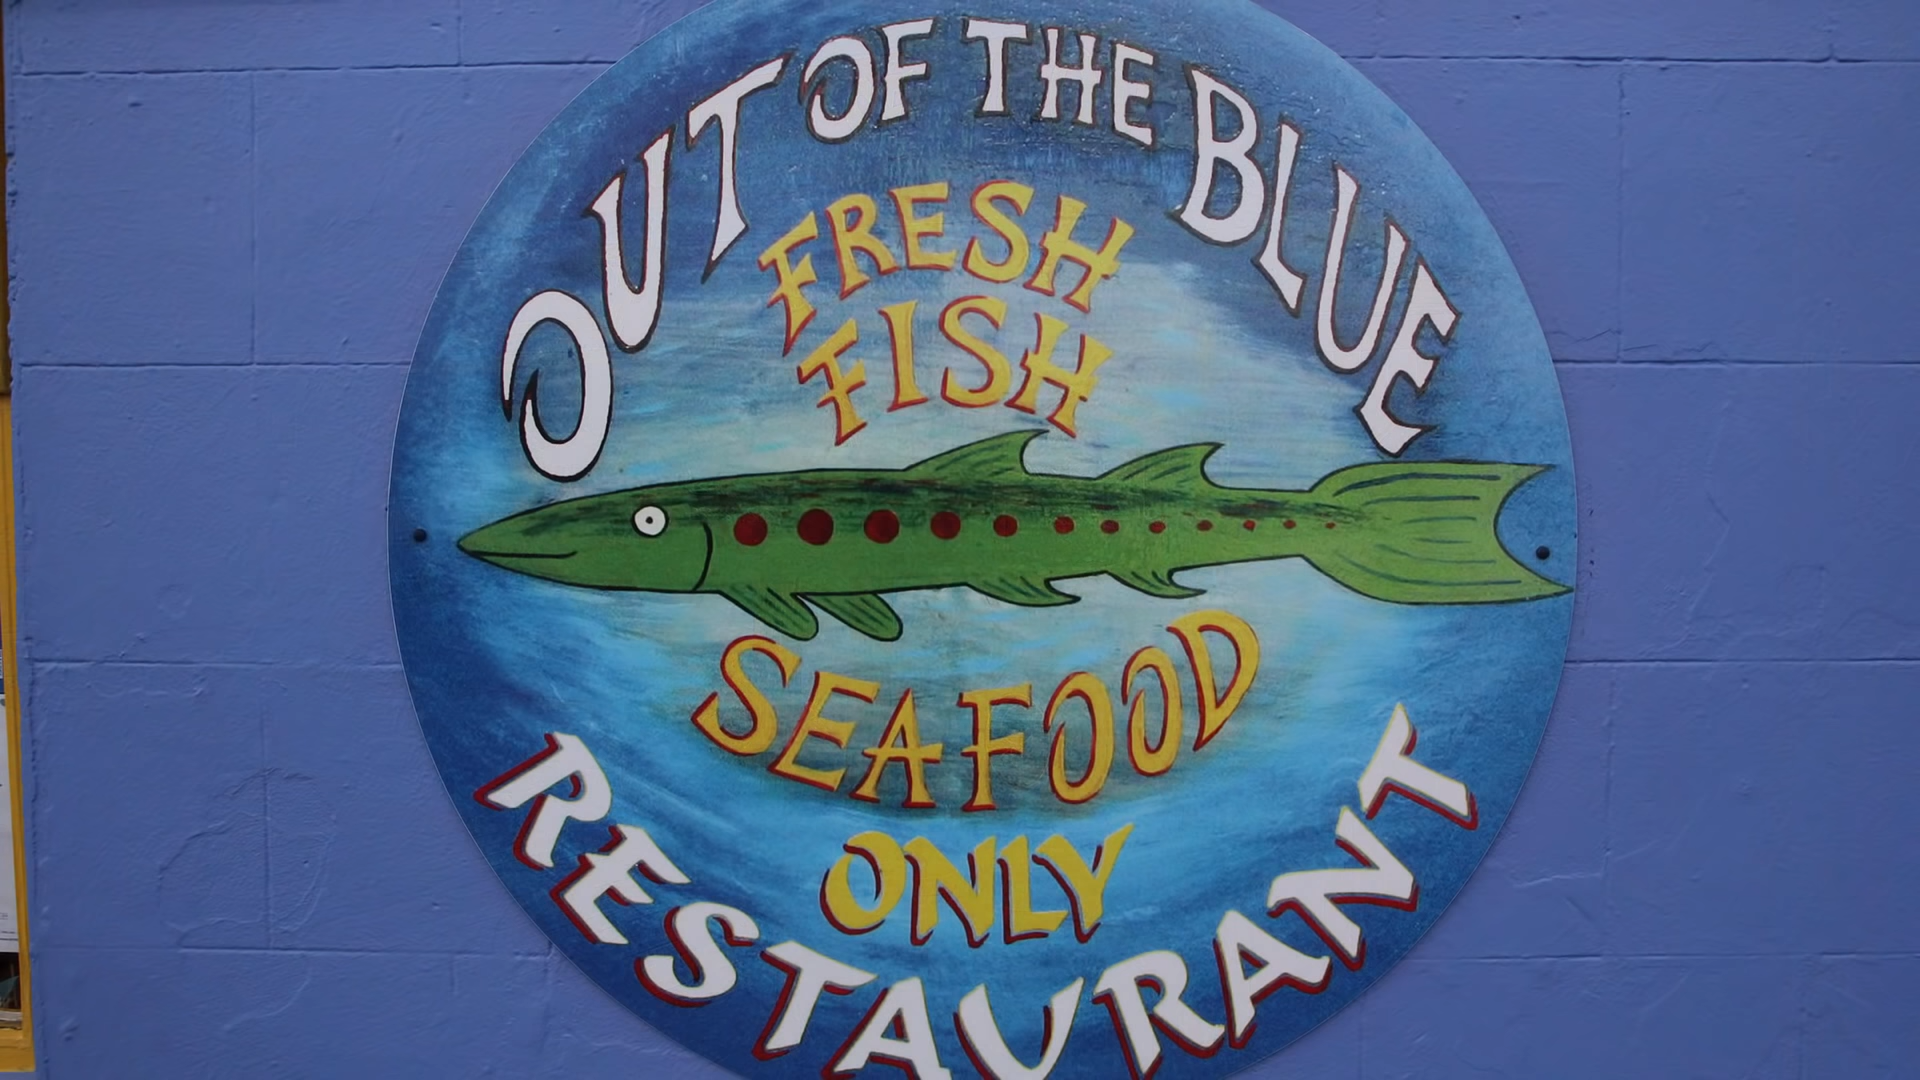 OUT OF THE BLUE
FRESH
FISH
SEAFOOD
ONLY
RESTAURANT